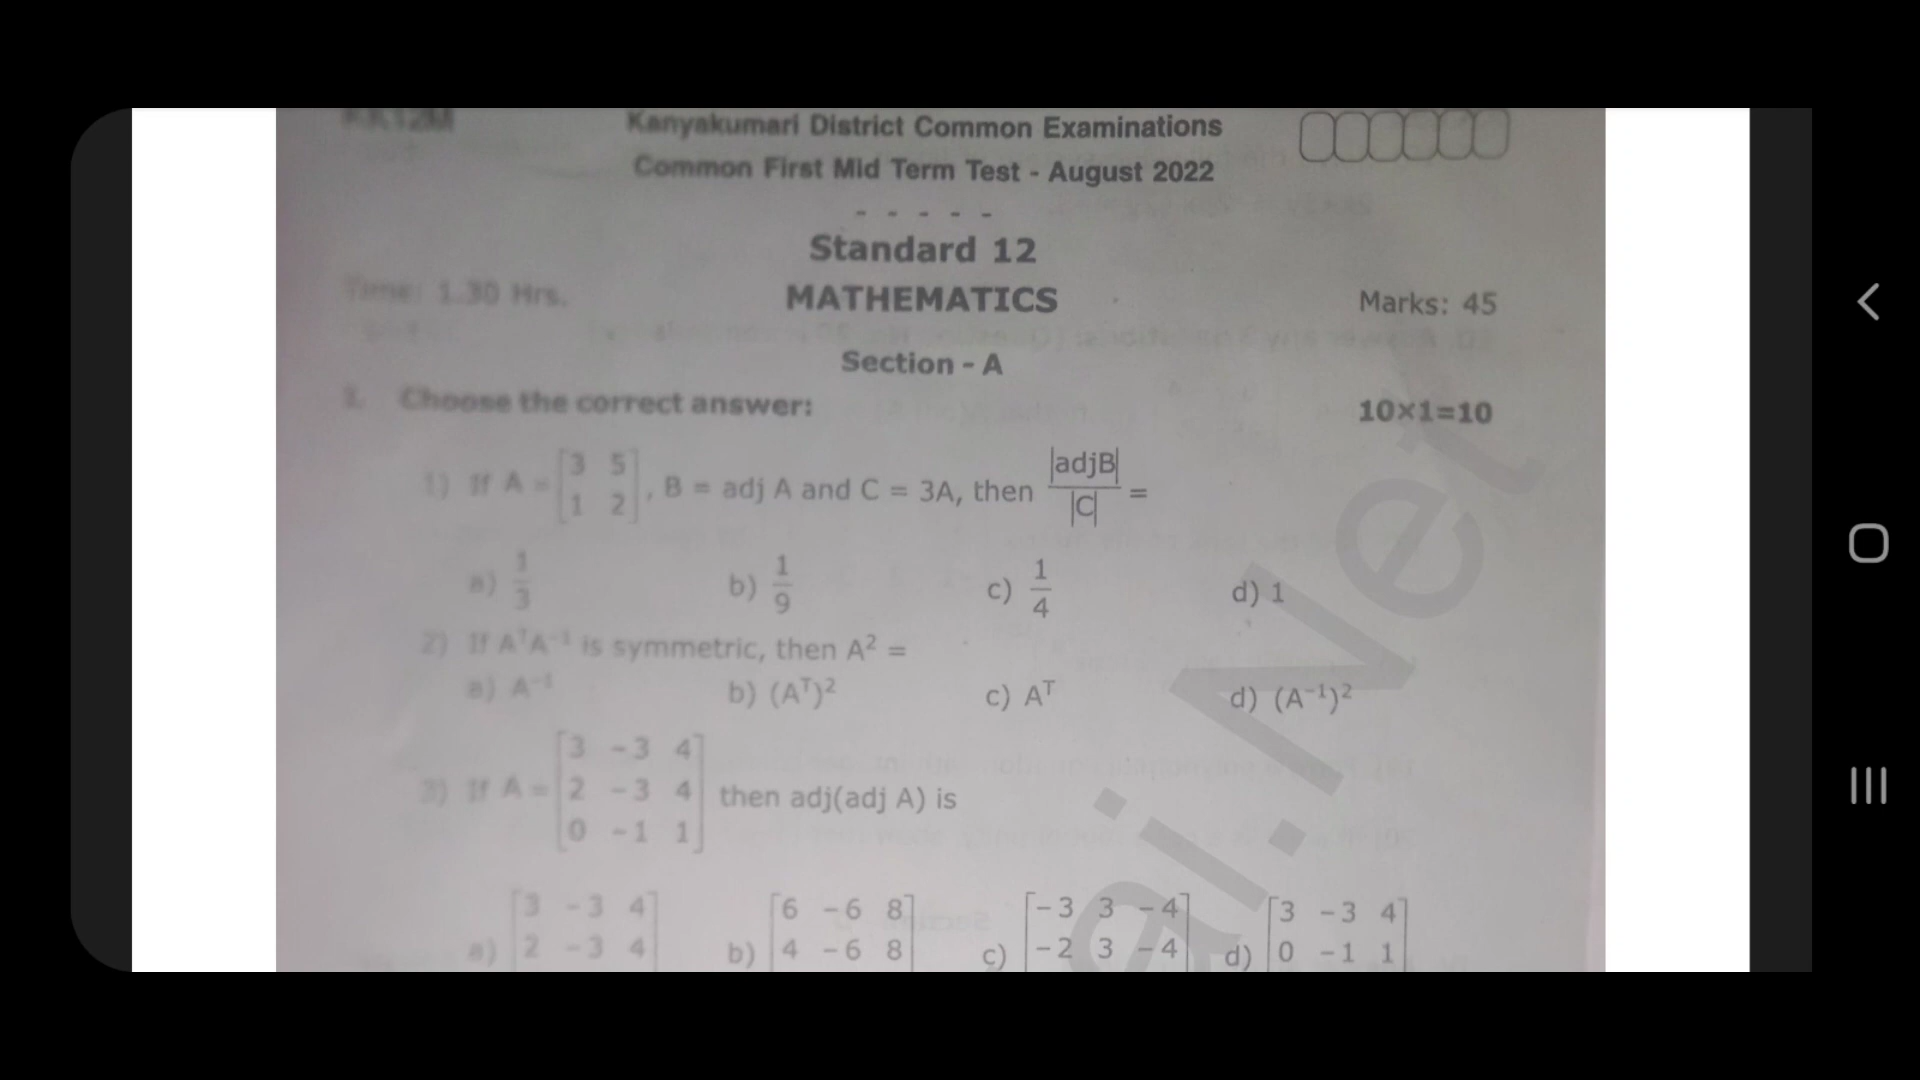 Kanyakumari District Common Examinations
Common First Mid Term Test - August 2022
- - - - -
Standard 12
Time: 1.30 Hrs.
MATHEMATICS
Marks: 45
Section - A
I. Choose the correct answer:
10×1=10
1) If A = [3 5; 1 2], B = adj A and C = 3A, then |adjB|/|C| =
a) 1/3 b) 1/9 c) 1/4 d) 1
2) If AᵀA⁻¹ is symmetric, then A² =
a) A⁻¹ b) (Aᵀ)² c) Aᵀ d) (A⁻¹)²
3) If A = [3 -3 4; 2 -3 4; 0 -1 1] then adj(adj A) is
a) [3 -3 4; 2 -3 4 b) [6 -6 8; 4 -6 8 c) [-3 3 -4; -2 3 -4 d) [3 -3 4; 0 -1 1
ai.Net